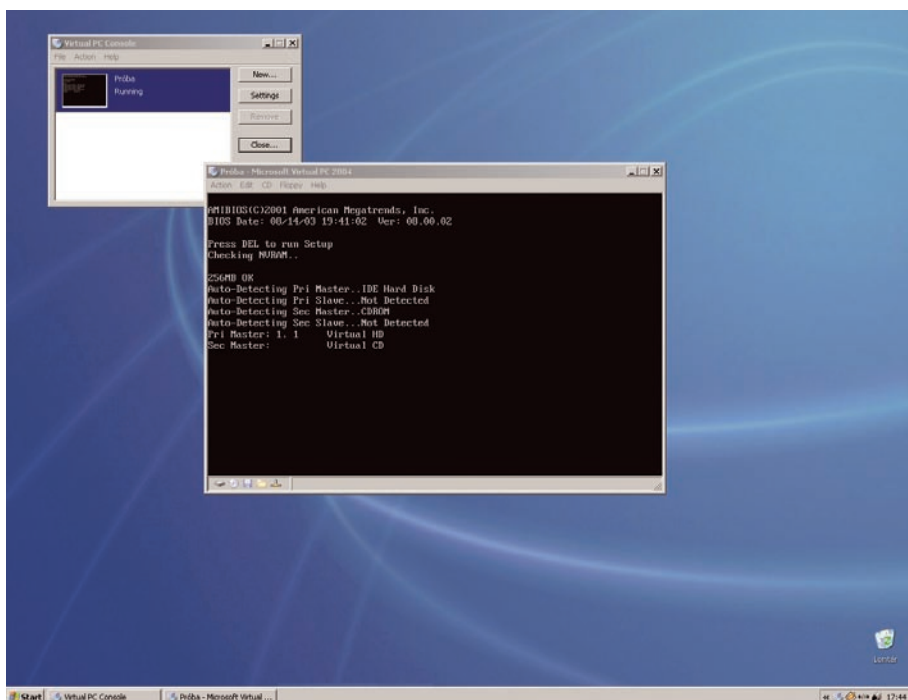 Virtual PC Console
File Action Help
Próba
Running
New...
Settings
Remove
Close...
Próba - Microsoft Virtual PC 2004
Action Edit CD Floppy Help
AMIBIOS(C)2001 American Megatrends, Inc.
BIOS Date: 08/14/03 19:41:02 Ver: 08.00.02
Press DEL to run Setup
Checking NVRAM..
256MB OK
Auto-Detecting Pri Master..IDE Hard Disk
Auto-Detecting Pri Slave...Not Detected
Auto-Detecting Sec Master..CDROM
Auto-Detecting Sec Slave...Not Detected
Pri Master: 1. 1 Virtual HD
Sec Master: Virtual CD
Lomtár
Start
Virtual PC Console
Próba - Microsoft Virtual ...
17:44